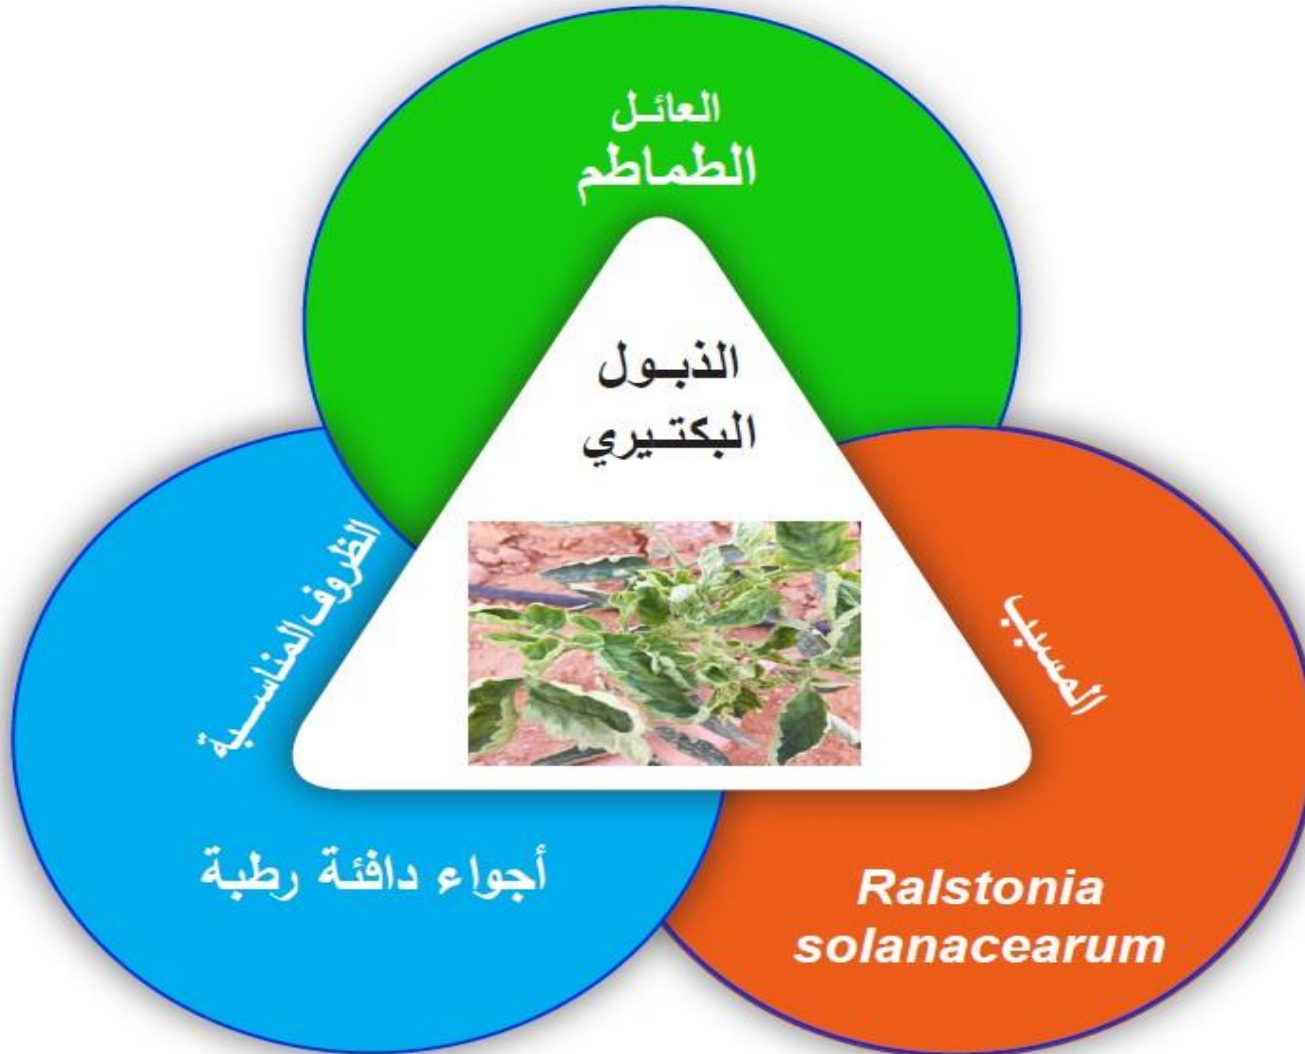 العائل
الطماطم
الذبول
البكتيري
الظروف المناسبة
أجواء دافئة رطبة
المسبب
Ralstonia
solanacearum